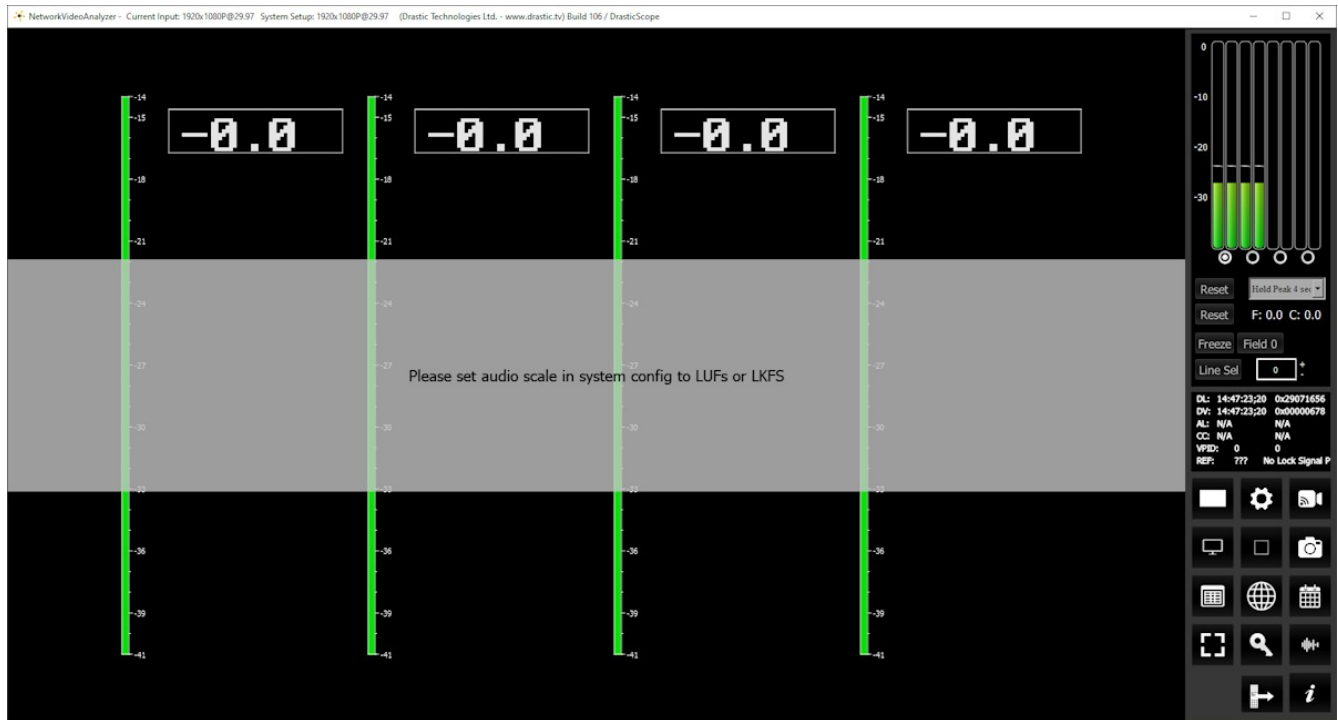 NetworkVideoAnalyzer - Current Input: 1920x1080P@29.97 System Setup: 1920x1080P@29.97 (Drastic Technologies Ltd. - www.drastic.tv) Build 106 / DrasticScope
-14 -14 -14 -14
-15 -15 -15 -15
-0.0 -0.0 -0.0 -0.0
-18 -18 -18 -18
-21 -21 -21 -21
-24 -24 -24 -24
-27 -27 -27 -27
Please set audio scale in system config to LUFs or LKFS
-30 -30 -30 -30
-33 -33 -33 -33
-36 -36 -36 -36
-39 -39 -39 -39
-41 -41 -41 -41
0
-10
-20
-30
Reset Hold Peak 4 sec
Reset F: 0.0 C: 0.0
Freeze Field 0
Line Sel 0 + -
DL: 14:47:23;20 0x29071656
DV: 14:47:23;20 0x00000678
AL: N/A N/A
CC: N/A N/A
VPID: 0 0
REF: ??? No Lock Signal P
i